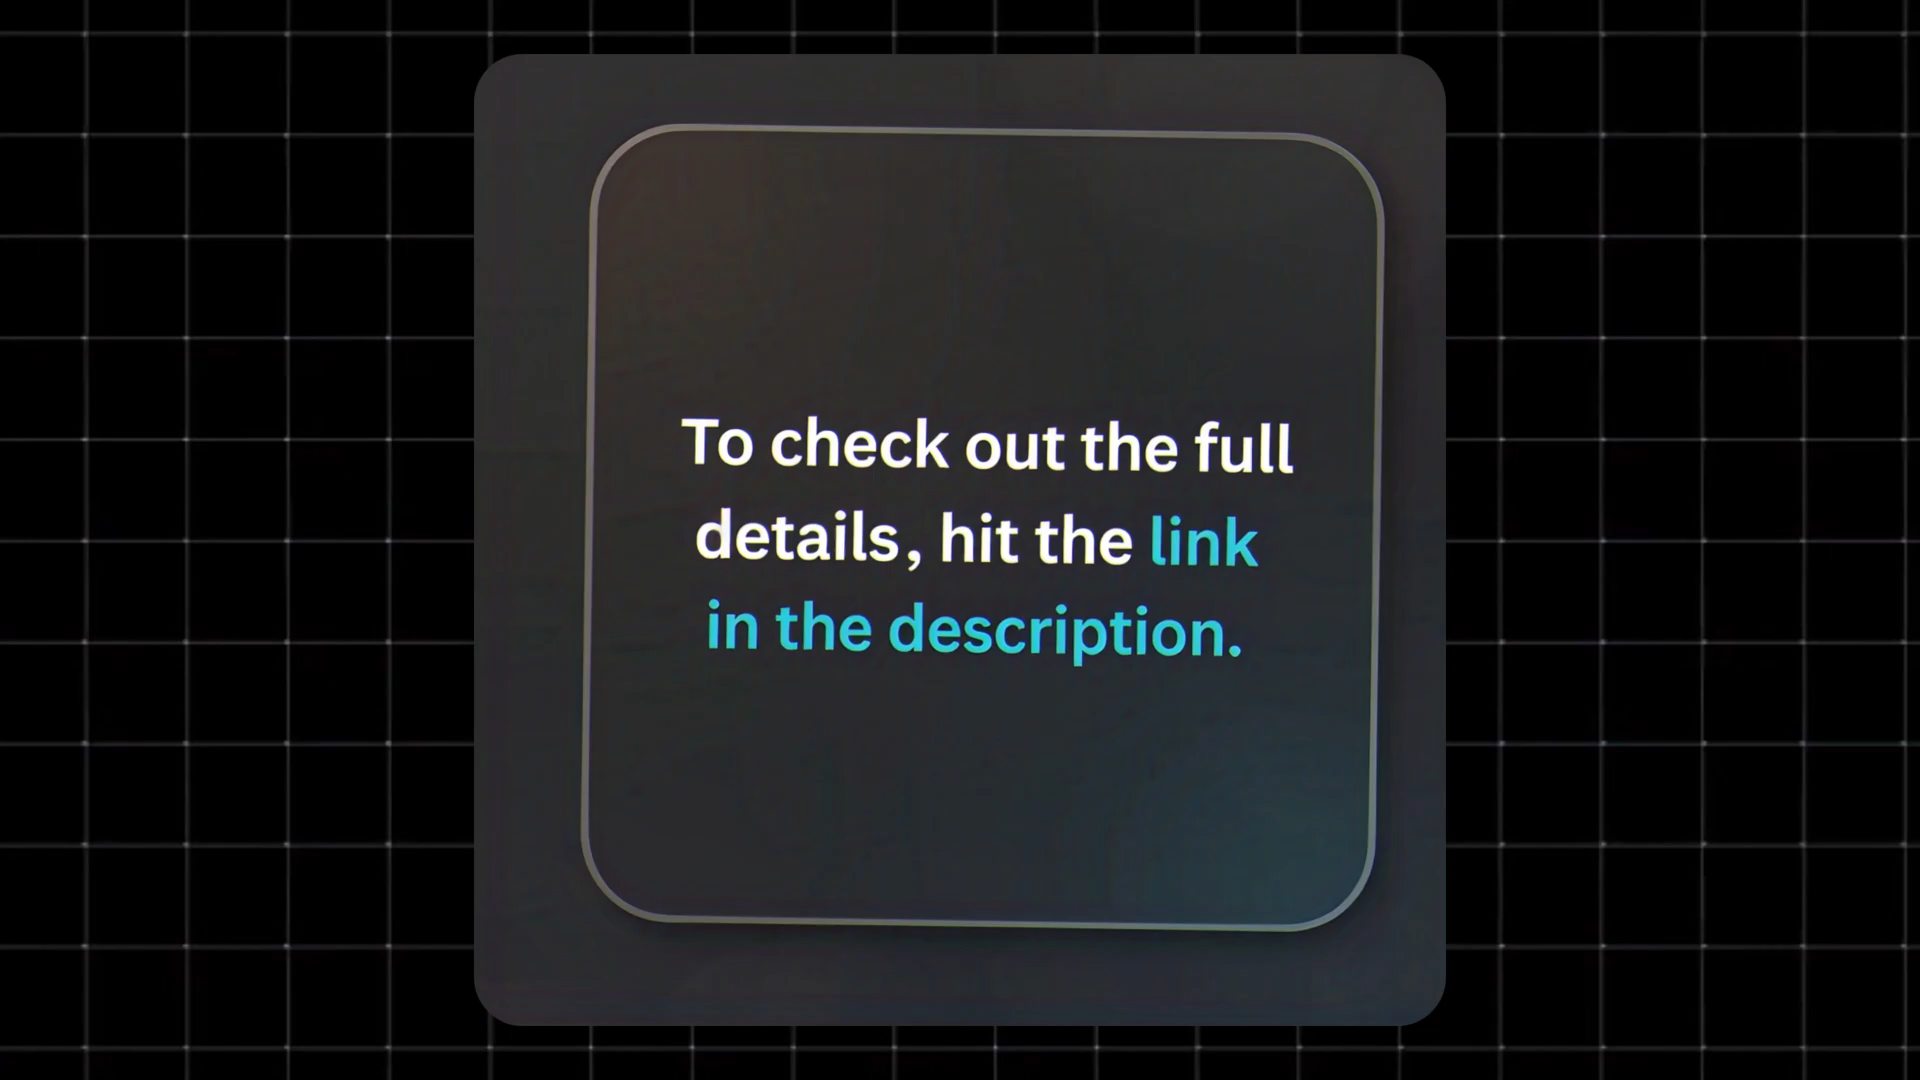 To check out the full
details, hit the link
in the description.